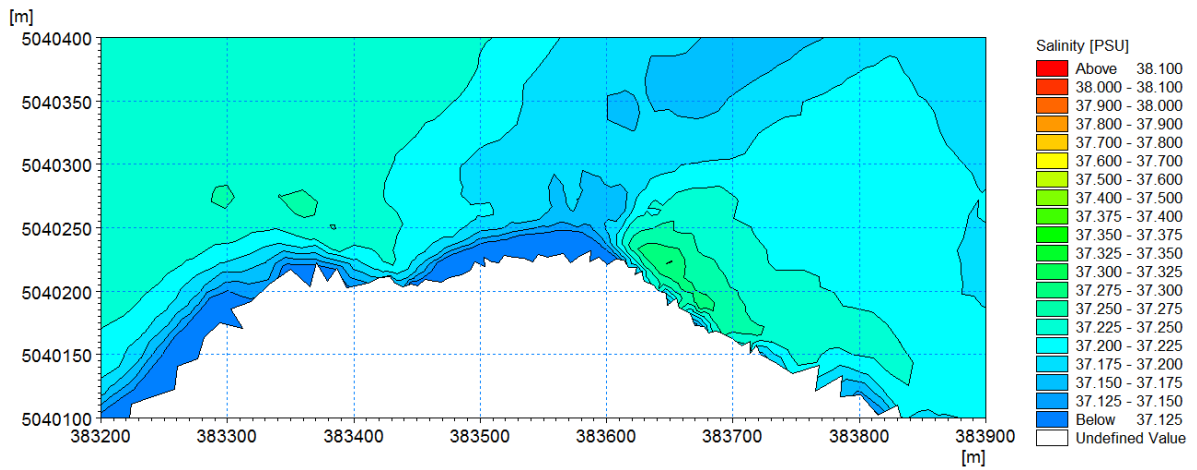 [m]
5040400
5040350
5040300
5040250
5040200
5040150
5040100
383200 383300 383400 383500 383600 383700 383800 383900
[m]
Salinity [PSU]
Above 38.100
38.000 - 38.100
37.900 - 38.000
37.800 - 37.900
37.700 - 37.800
37.600 - 37.700
37.500 - 37.600
37.400 - 37.500
37.375 - 37.400
37.350 - 37.375
37.325 - 37.350
37.300 - 37.325
37.275 - 37.300
37.250 - 37.275
37.225 - 37.250
37.200 - 37.225
37.175 - 37.200
37.150 - 37.175
37.125 - 37.150
Below 37.125
Undefined Value